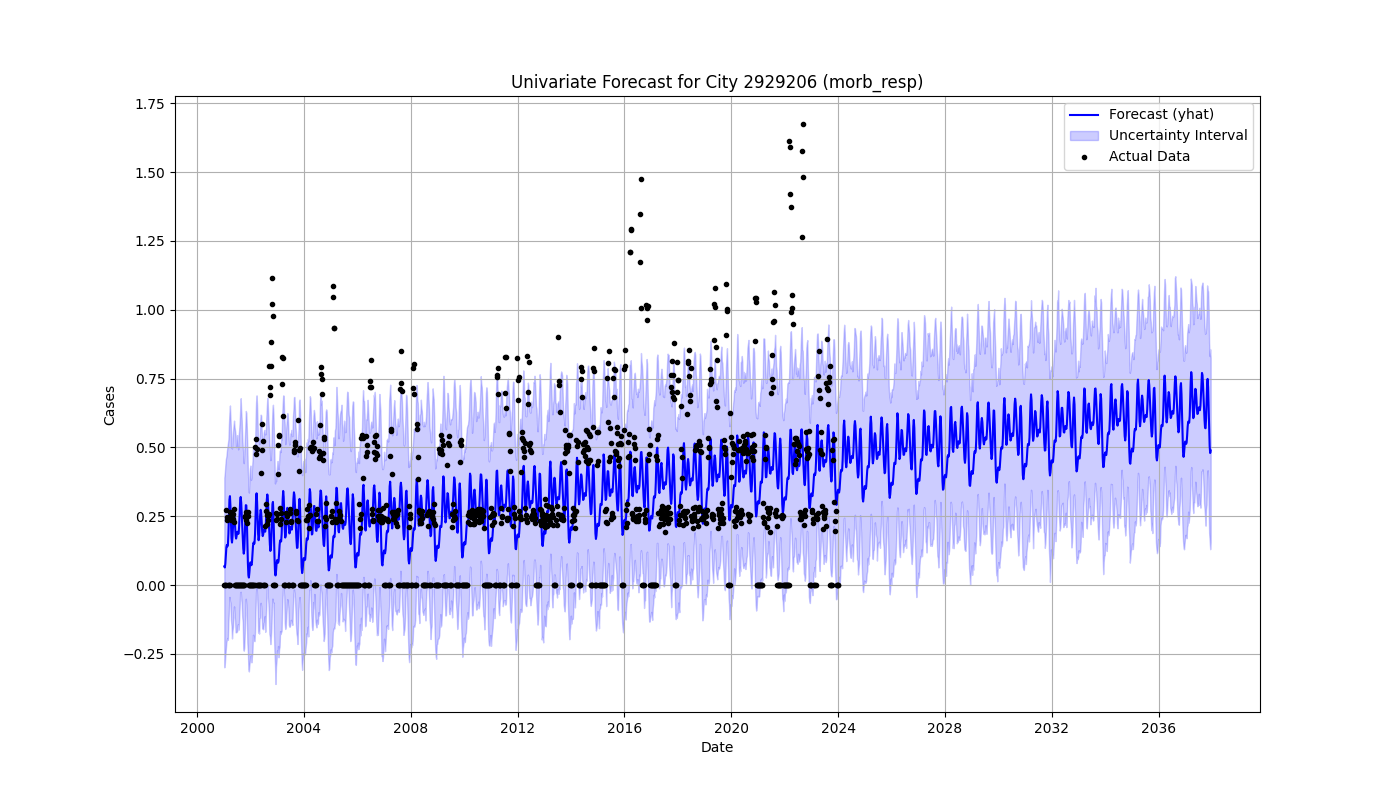 Univariate Forecast for City 2929206 (morb_resp)
Forecast (yhat)
Uncertainty Interval
Actual Data
1.75
1.50
1.25
1.00
0.75
0.50
0.25
0.00
−0.25
Cases
2000 2004 2008 2012 2016 2020 2024 2028 2032 2036
Date